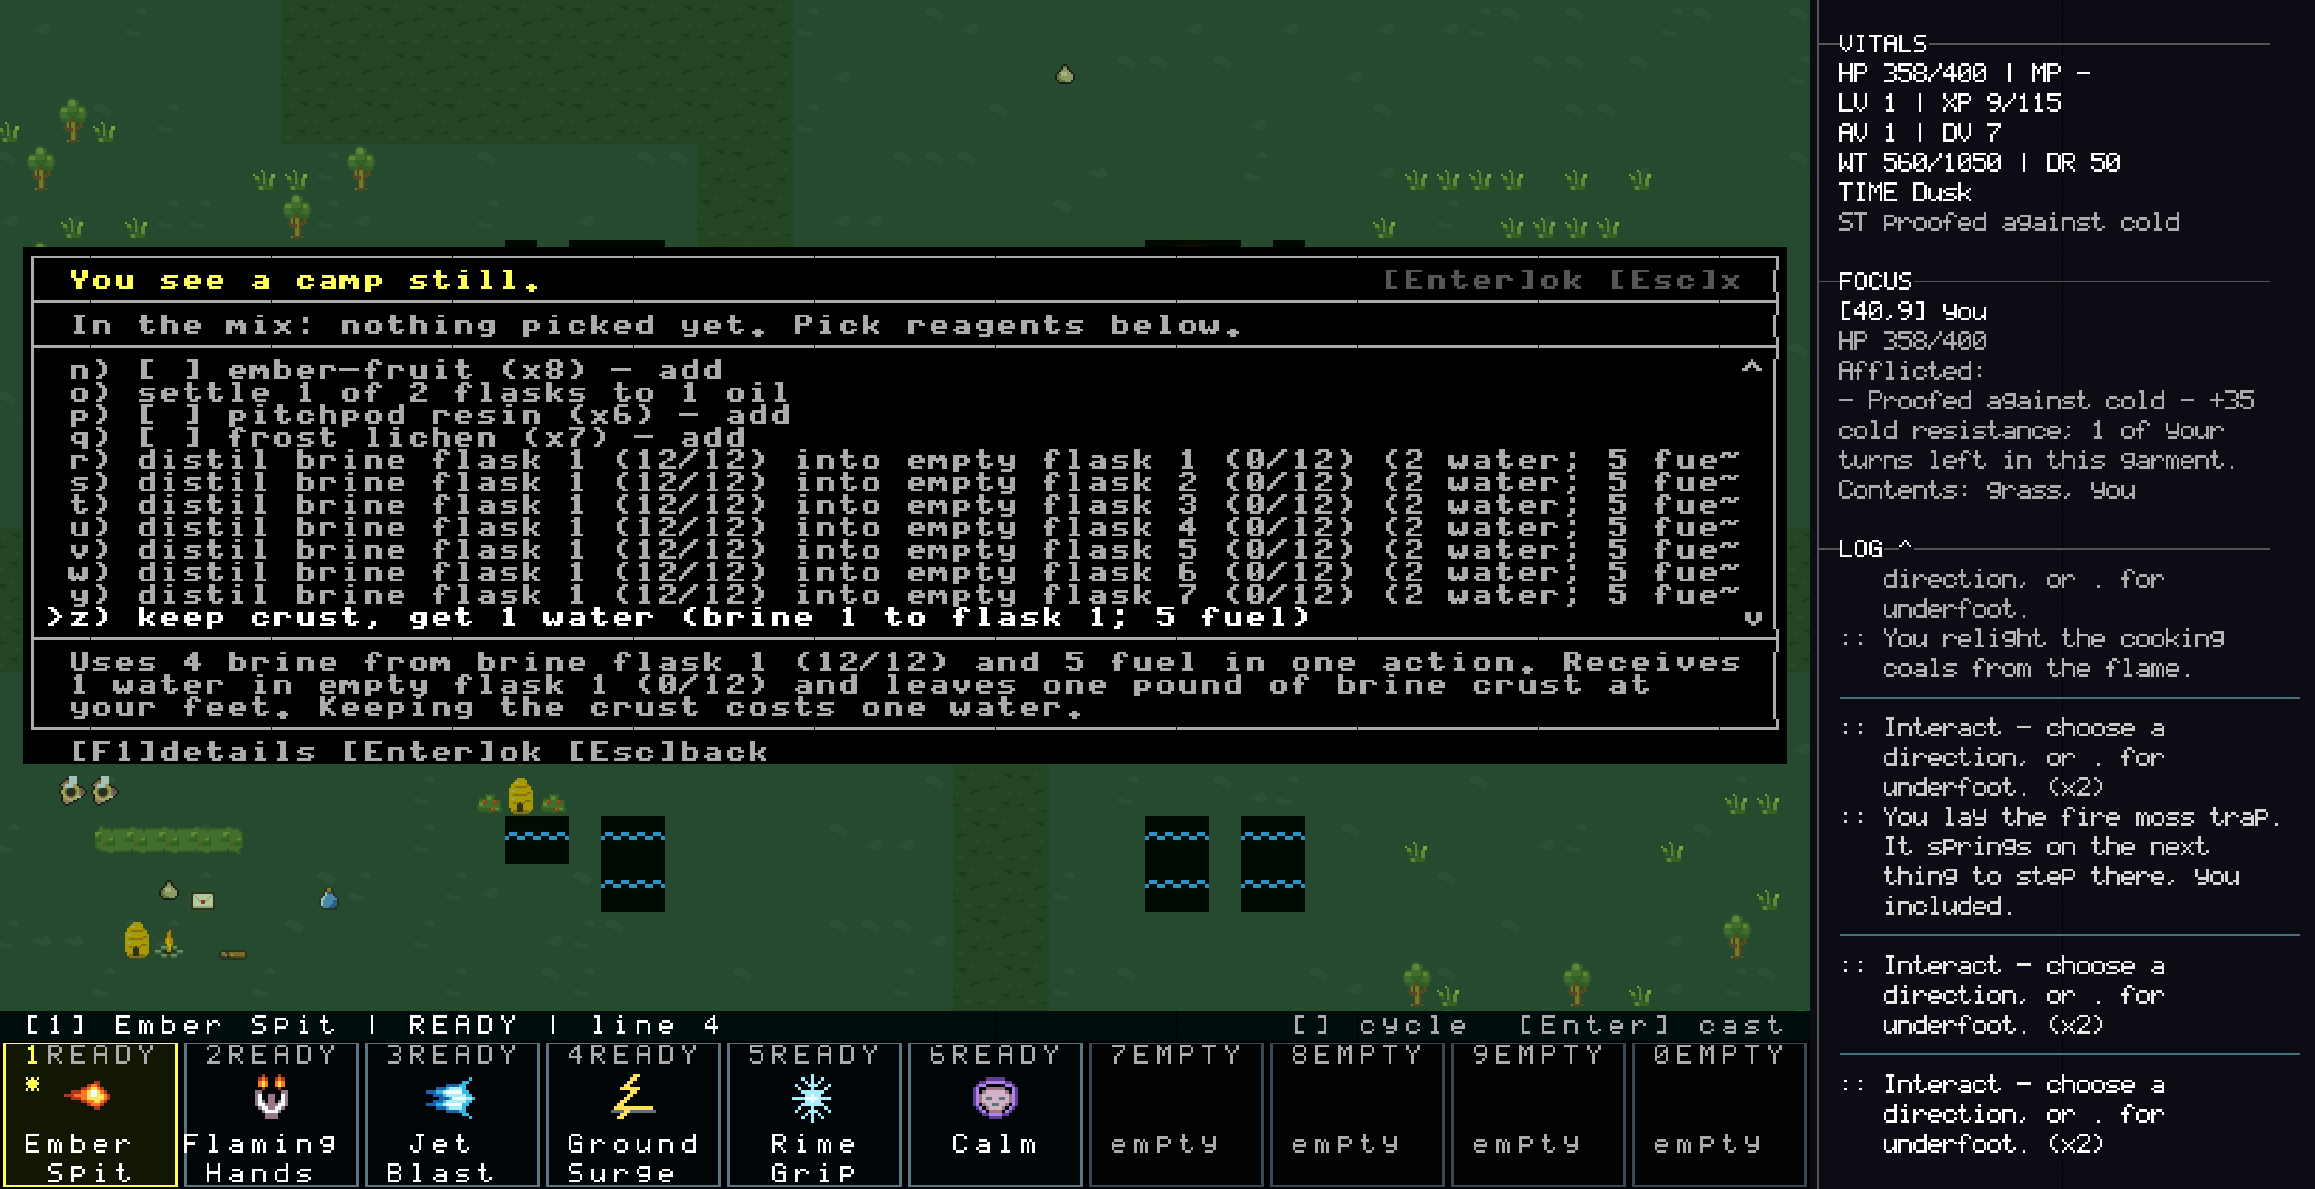 You see a camp still. [Enter]ok [Esc]x
In the mix: nothing picked yet. Pick reagents below.
n) [ ] ember-fruit (x8) - add ^
o) settle 1 of 2 flasks to 1 oil
p) [ ] pitchpod resin (x6) - add
q) [ ] frost lichen (x7) - add
r) distil brine flask 1 (12/12) into empty flask 1 (0/12) (2 water; 5 fue~
s) distil brine flask 1 (12/12) into empty flask 2 (0/12) (2 water; 5 fue~
t) distil brine flask 1 (12/12) into empty flask 3 (0/12) (2 water; 5 fue~
u) distil brine flask 1 (12/12) into empty flask 4 (0/12) (2 water; 5 fue~
v) distil brine flask 1 (12/12) into empty flask 5 (0/12) (2 water; 5 fue~
w) distil brine flask 1 (12/12) into empty flask 6 (0/12) (2 water; 5 fue~
y) distil brine flask 1 (12/12) into empty flask 7 (0/12) (2 water; 5 fue~
>z) keep crust, get 1 water (brine 1 to flask 1; 5 fuel) v
Uses 4 brine from brine flask 1 (12/12) and 5 fuel in one action. Receives
1 water in empty flask 1 (0/12) and leaves one pound of brine crust at
your feet. Keeping the crust costs one water.
[F1]details [Enter]ok [Esc]back
[1] Ember Spit | READY | line 4 [] cycle [Enter] cast
1READY 2READY 3READY 4READY 5READY 6READY 7EMPTY 8EMPTY 9EMPTY 0EMPTY
Ember Flaming Jet Ground Rime Calm empty empty empty empty
Spit Hands Blast Surge Grip
VITALS
HP 358/400 | MP -
LV 1 | XP 9/115
AV 1 | DV 7
WT 560/1050 | DR 50
TIME Dusk
ST Proofed against cold
FOCUS
[40,9] You
HP 358/400
Afflicted:
- Proofed against cold - +35
cold resistance; 1 of your
turns left in this garment.
Contents: grass, you
LOG ^
direction, or . for
underfoot.
:: You relight the cooking
coals from the flame.
:: Interact - choose a
direction, or . for
underfoot. (x2)
:: You lay the fire moss trap.
It springs on the next
thing to step there, you
included.
:: Interact - choose a
direction, or . for
underfoot. (x2)
:: Interact - choose a
direction, or . for
underfoot. (x2)